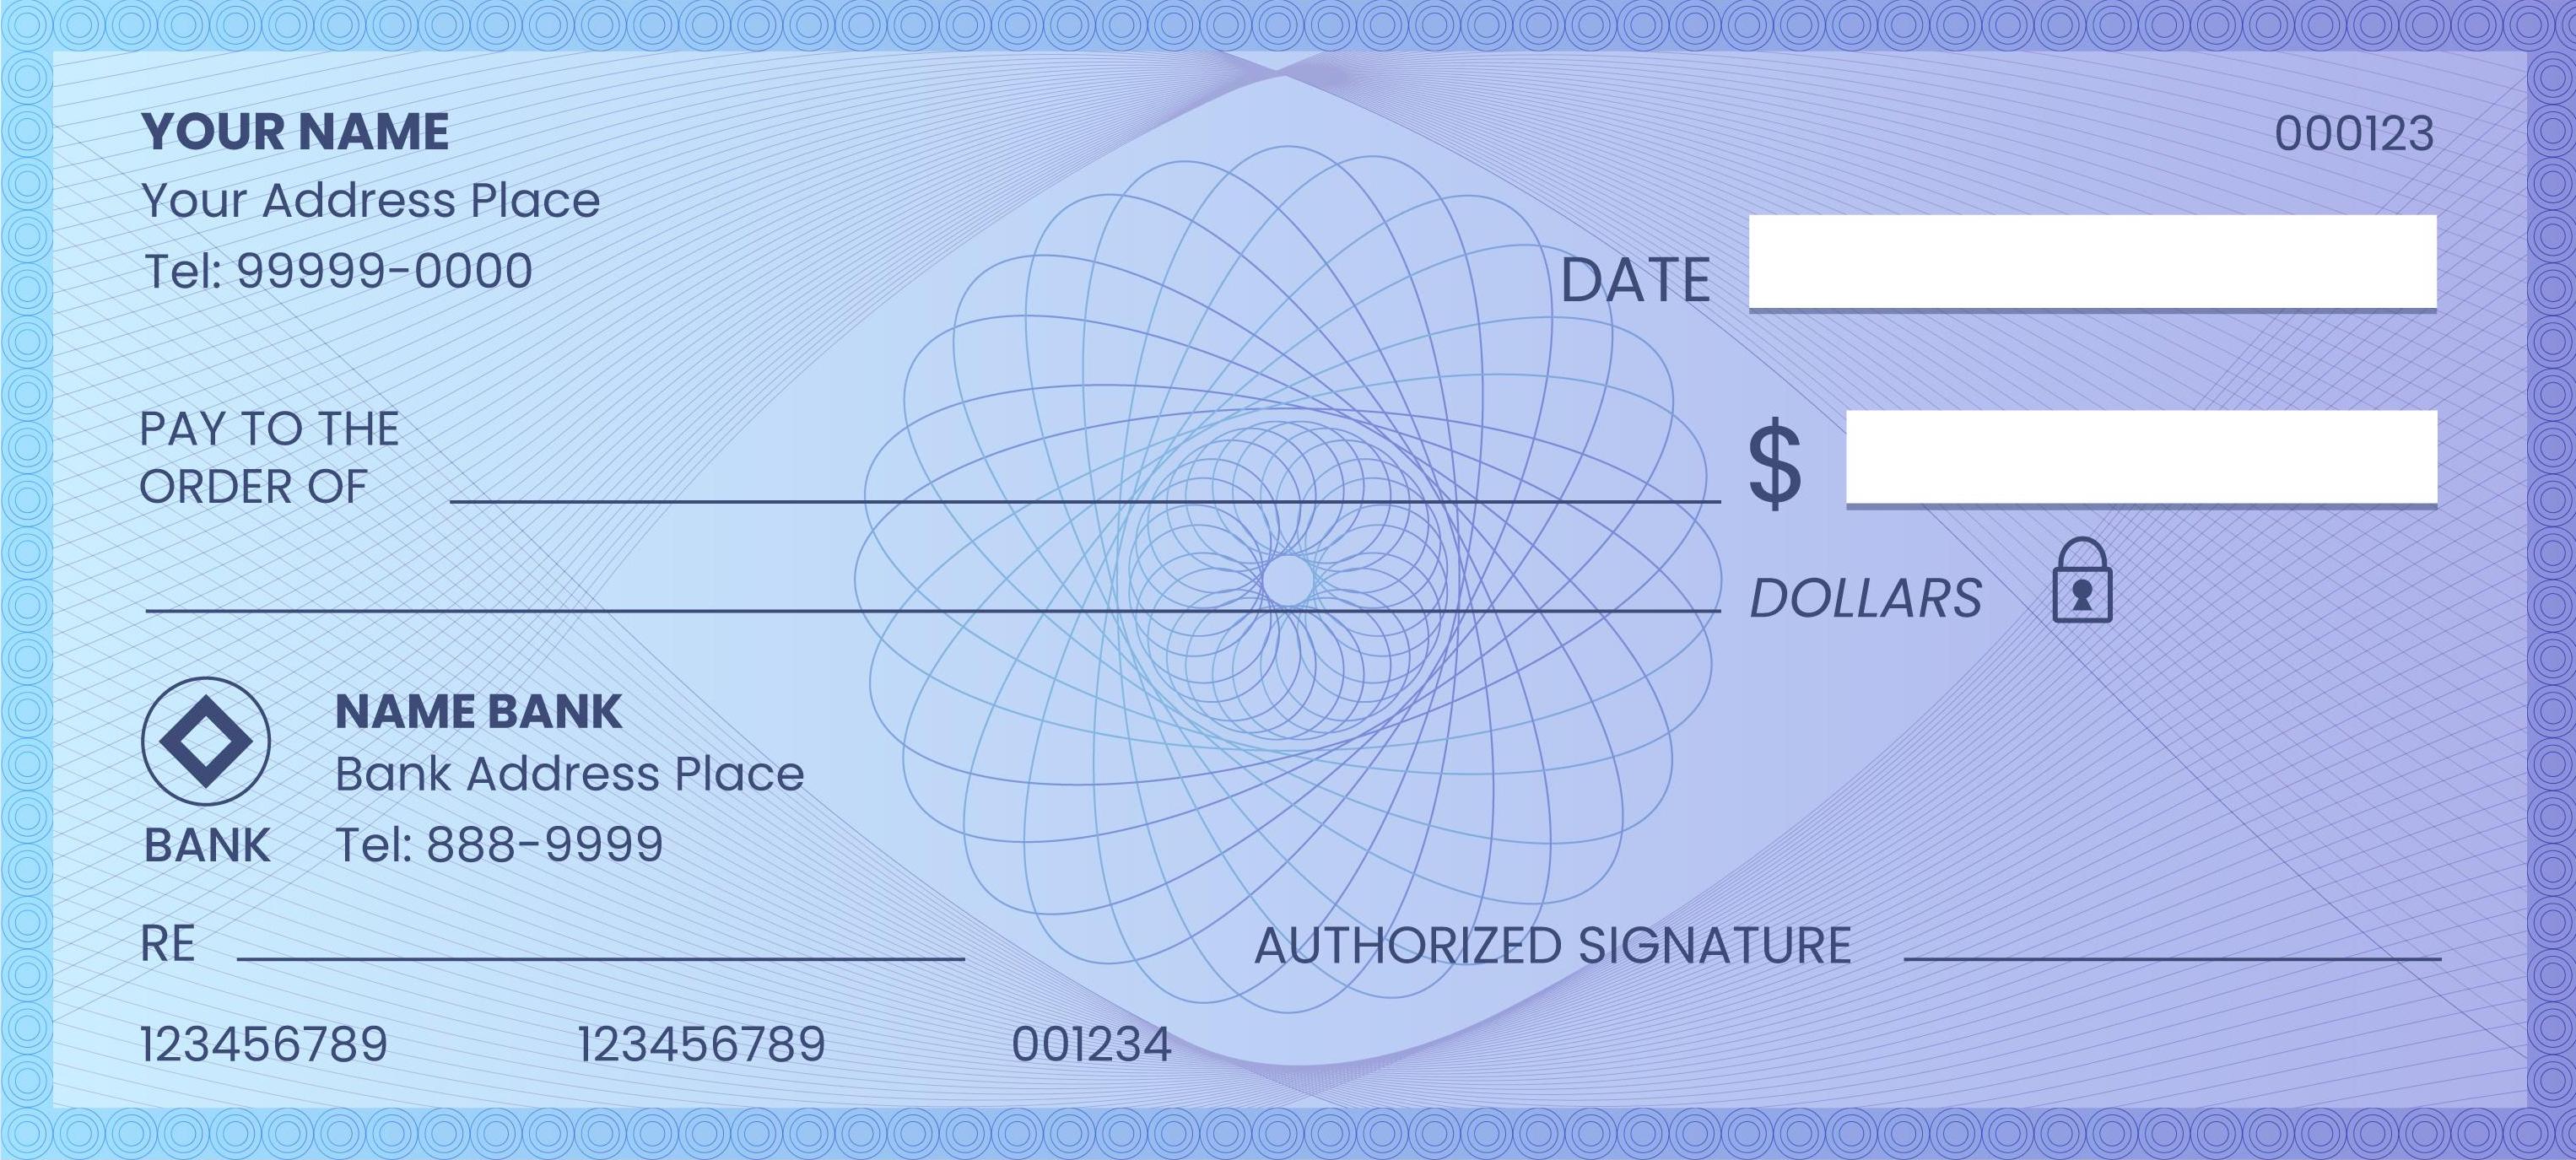 YOUR NAME
Your Address Place
Tel: 99999-0000
000123
DATE
PAY TO THE
ORDER OF
$
DOLLARS
NAME BANK
Bank Address Place
BANK
Tel: 888-9999
RE
AUTHORIZED SIGNATURE
123456789 123456789 001234